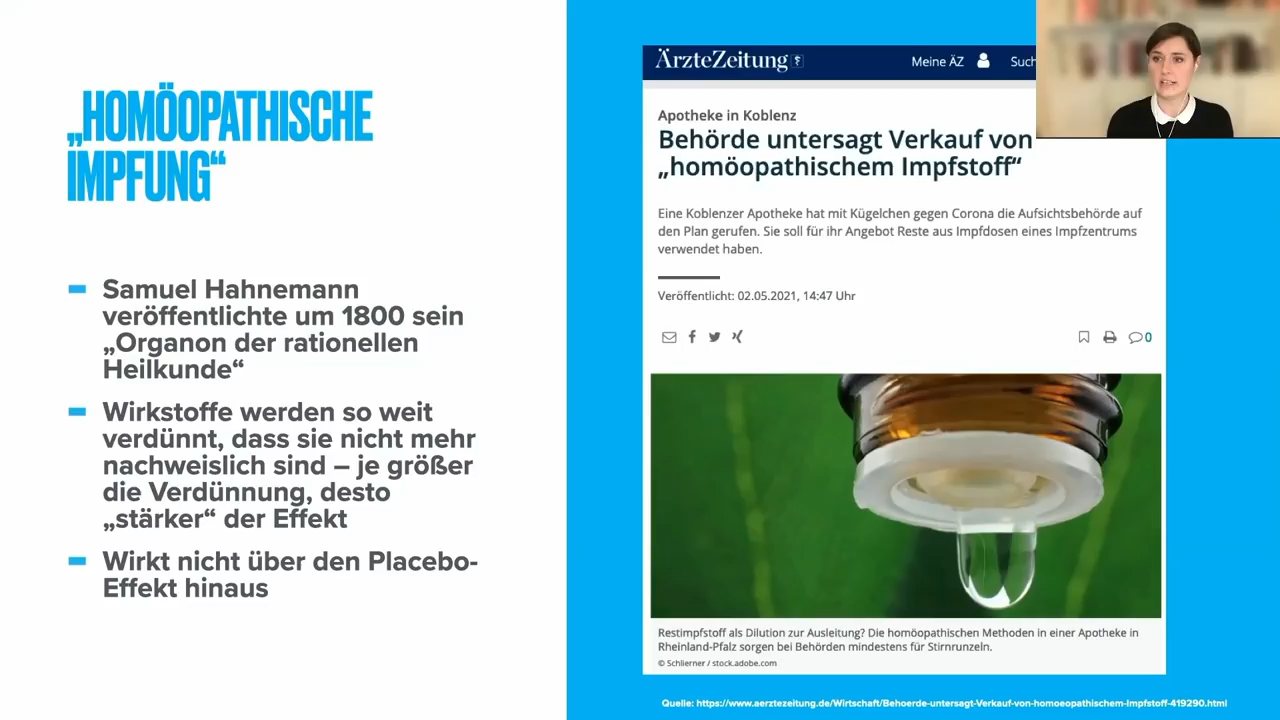 „HOMÖOPATHISCHE
IMPFUNG“
Samuel Hahnemann
veröffentlichte um 1800 sein
„Organon der rationellen
Heilkunde“
Wirkstoffe werden so weit
verdünnt, dass sie nicht mehr
nachweislich sind – je größer
die Verdünnung, desto
„stärker“ der Effekt
Wirkt nicht über den Placebo-
Effekt hinaus
ÄrzteZeitung
Meine ÄZ
Such
Apotheke in Koblenz
Behörde untersagt Verkauf von
„homöopathischem Impfstoff“
Eine Koblenzer Apotheke hat mit Kügelchen gegen Corona die Aufsichtsbehörde auf
den Plan gerufen. Sie soll für ihr Angebot Reste aus Impfdosen eines Impfzentrums
verwendet haben.
Veröffentlicht: 02.05.2021, 14:47 Uhr
0
Restimpfstoff als Dilution zur Ausleitung? Die homöopathischen Methoden in einer Apotheke in
Rheinland-Pfalz sorgen bei Behörden mindestens für Stirnrunzeln.
© Schlierner / stock.adobe.com
Quelle: https://www.aerztezeitung.de/Wirtschaft/Behoerde-untersagt-Verkauf-von-homoeopathischem-Impfstoff-419290.html